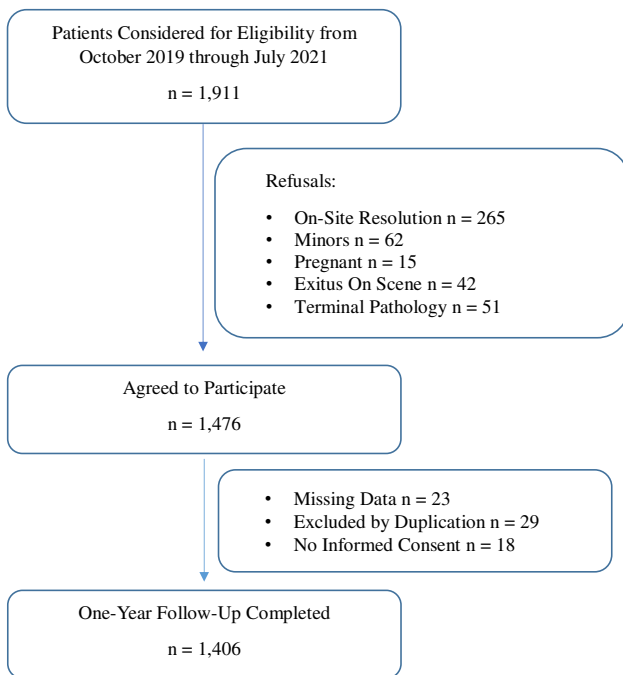 Patients Considered for Eligibility from
October 2019 through July 2021
n = 1,911
Refusals:
• On-Site Resolution n = 265
• Minors n = 62
• Pregnant n = 15
• Exitus On Scene n = 42
• Terminal Pathology n = 51
Agreed to Participate
n = 1,476
• Missing Data n = 23
• Excluded by Duplication n = 29
• No Informed Consent n = 18
One-Year Follow-Up Completed
n = 1,406